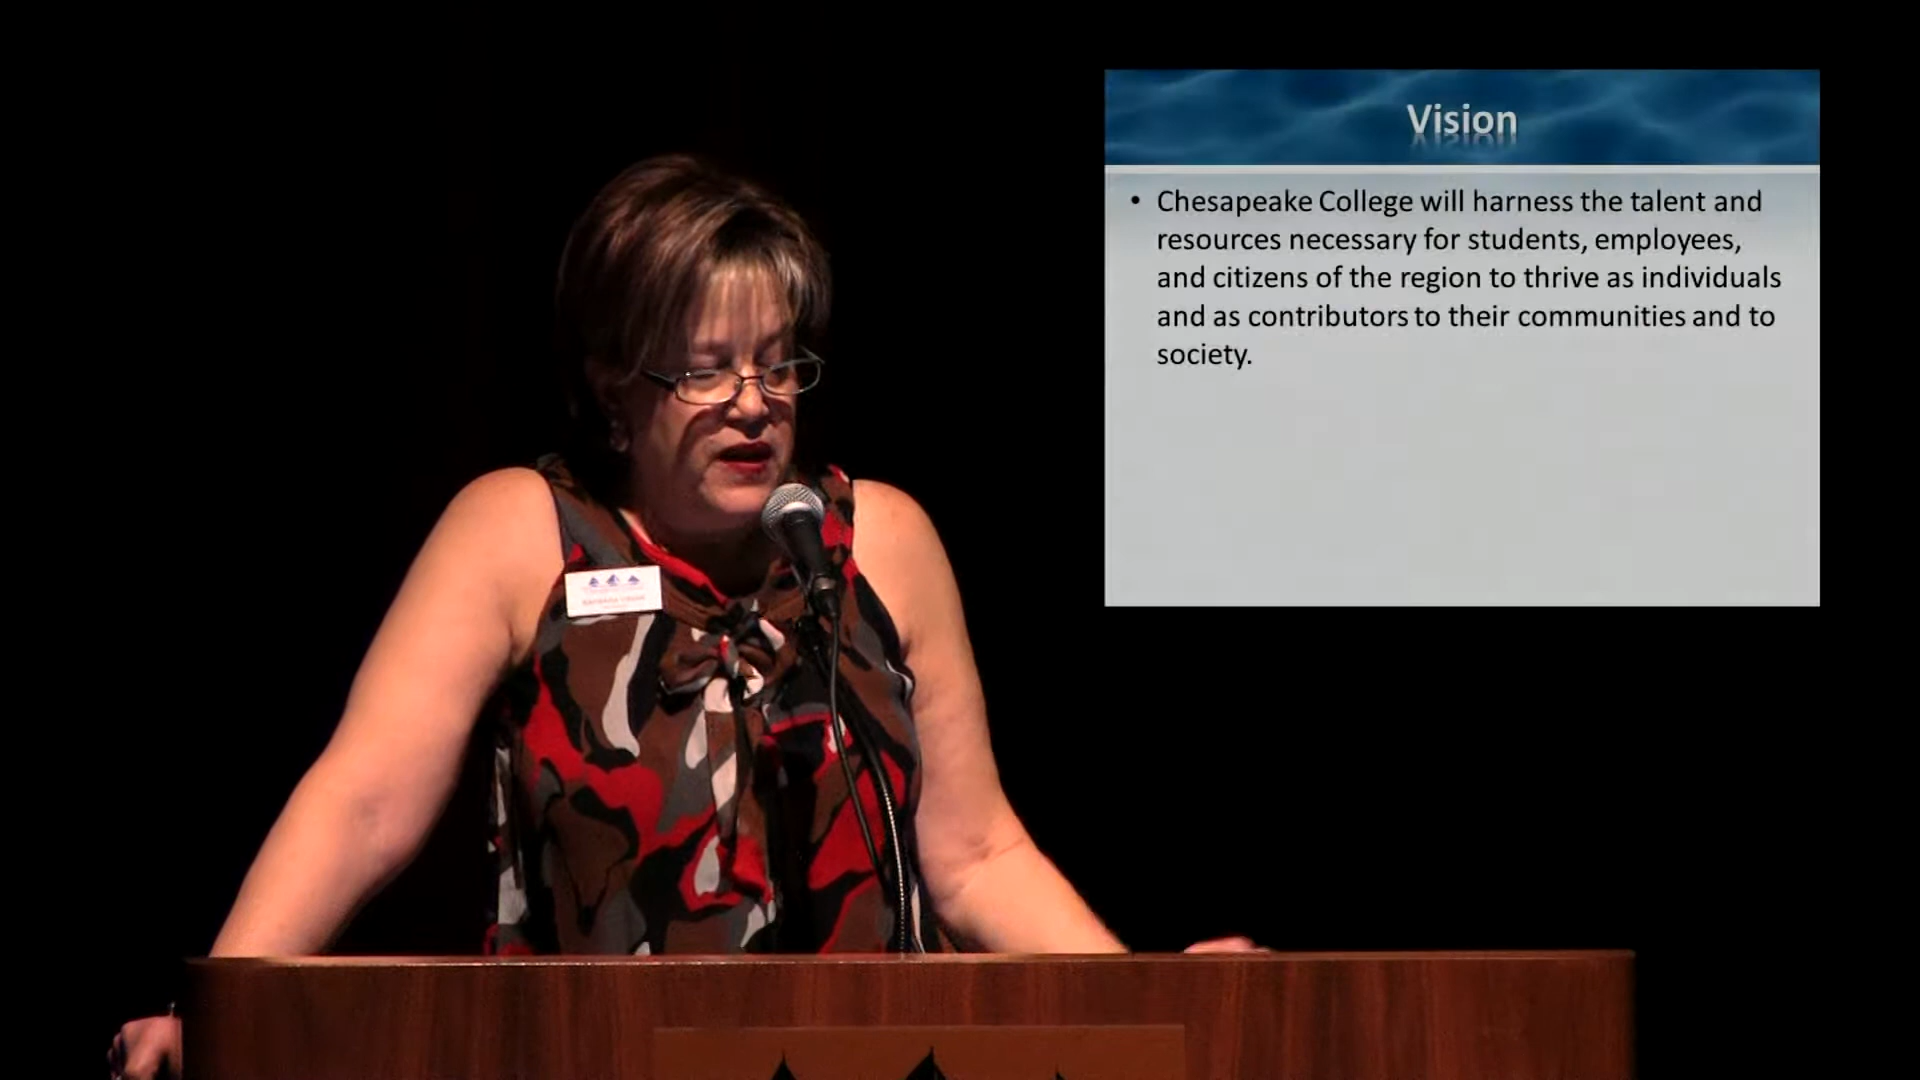 Vision
• Chesapeake College will harness the talent and
resources necessary for students, employees,
and citizens of the region to thrive as individuals
and as contributors to their communities and to
society.